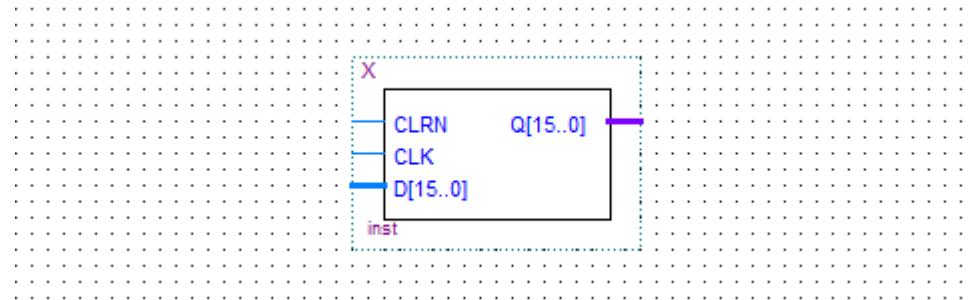 X
CLRN Q[15..0]
CLK
D[15..0]
inst